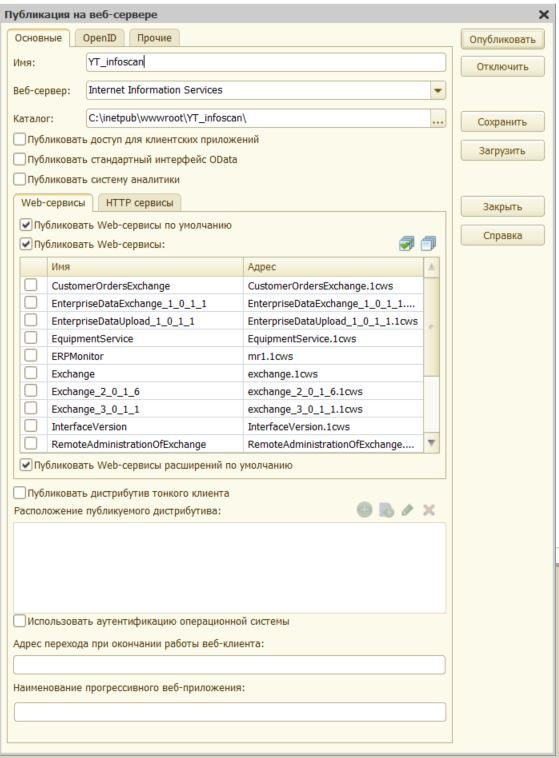 Публикация на веб-сервере
Основные OpenID Прочие
Опубликовать
Имя: YT_infoscan
Отключить
Веб-сервер: Internet Information Services
Каталог: C:\inetpub\wwwroot\YT_infoscan\ ...
Сохранить
Публиковать доступ для клиентских приложений
Загрузить
Публиковать стандартный интерфейс OData
Публиковать систему аналитики
Web-сервисы HTTP сервисы
Закрыть
Публиковать Web-сервисы по умолчанию
Справка
Публиковать Web-сервисы:
Имя Адрес
CustomerOrdersExchange CustomerOrdersExchange.1cws
EnterpriseDataExchange_1_0_1_1 EnterpriseDataExchange_1_0_1_1....
EnterpriseDataUpload_1_0_1_1 EnterpriseDataUpload_1_0_1_1.1cws
EquipmentService EquipmentService.1cws
ERPMonitor mr1.1cws
Exchange exchange.1cws
Exchange_2_0_1_6 exchange_2_0_1_6.1cws
Exchange_3_0_1_1 exchange_3_0_1_1.1cws
InterfaceVersion InterfaceVersion.1cws
RemoteAdministrationOfExchange RemoteAdministrationOfExchange....
Публиковать Web-сервисы расширений по умолчанию
Публиковать дистрибутив тонкого клиента
Расположение публикуемого дистрибутива:
Использовать аутентификацию операционной системы
Адрес перехода при окончании работы веб-клиента:
Наименование прогрессивного веб-приложения: